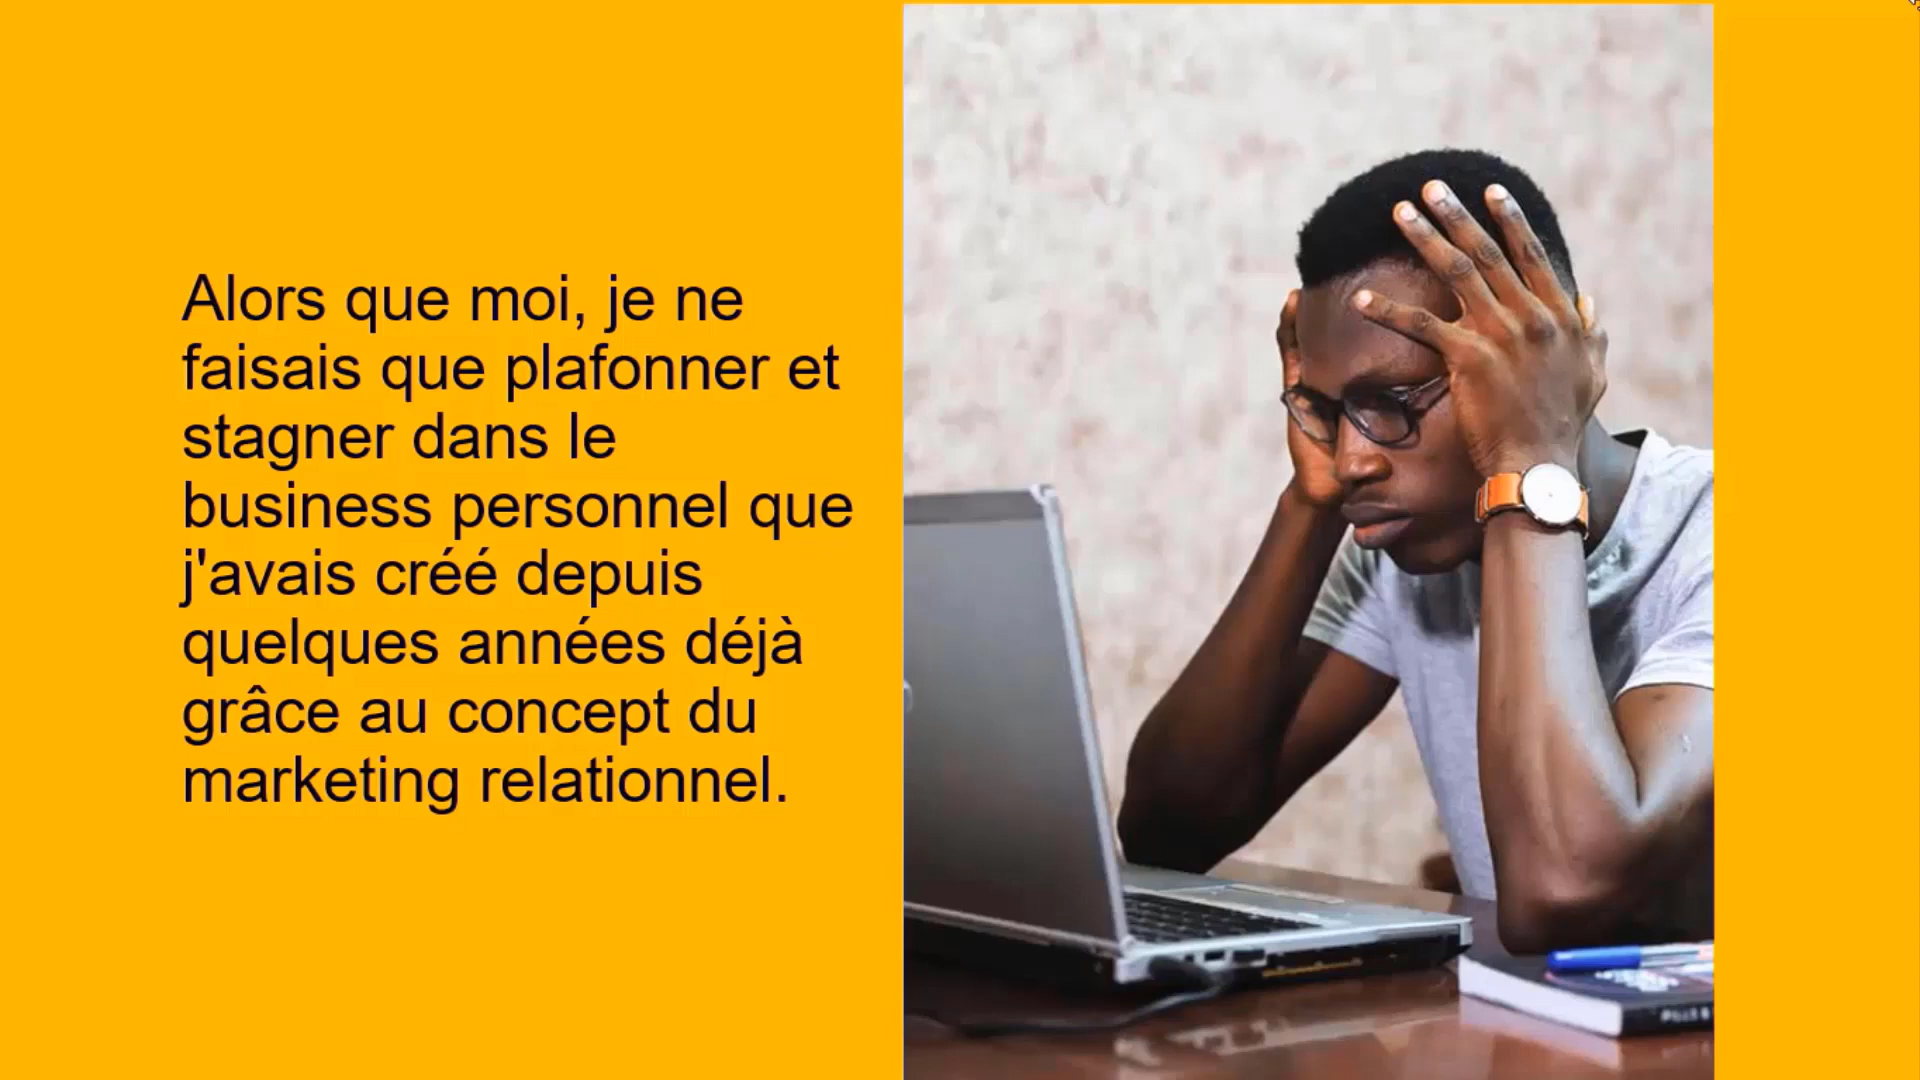 Alors que moi, je ne
faisais que plafonner et
stagner dans le
business personnel que
j'avais créé depuis
quelques années déjà
grâce au concept du
marketing relationnel.